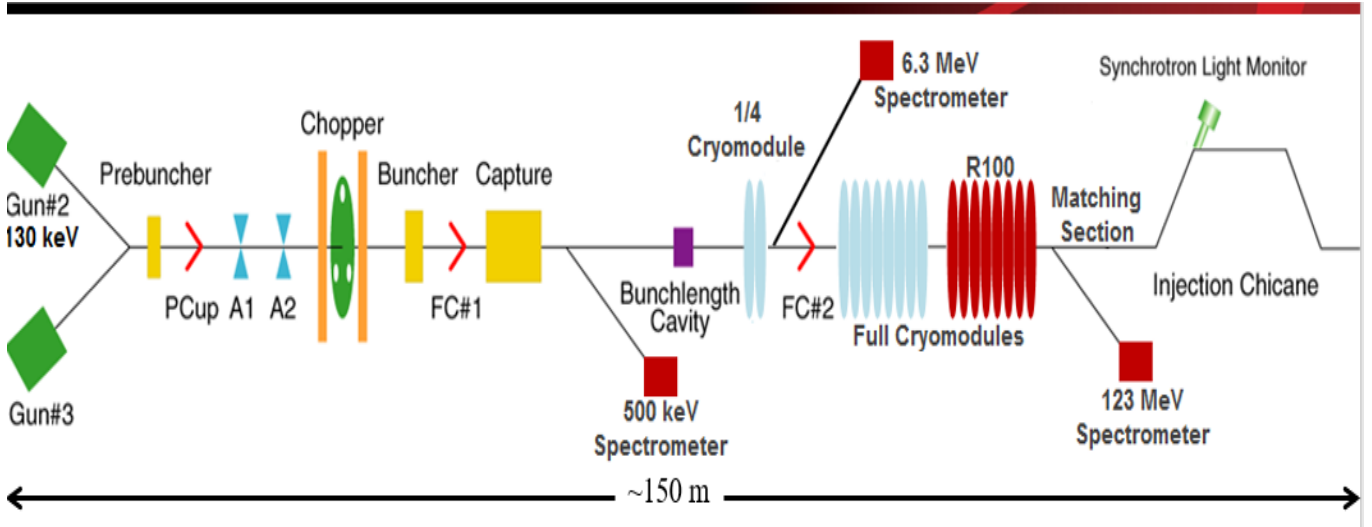 6.3 MeV
Spectrometer
Synchrotron Light Monitor
1/4
Cryomodule
Chopper
Prebuncher
Buncher
Capture
R100
Gun#2
130 keV
Matching
Section
PCup
A1
A2
FC#1
Bunchlength
Cavity
FC#2
Full Cryomodules
Injection Chicane
Gun#3
500 keV
Spectrometer
123 MeV
Spectrometer
~150 m